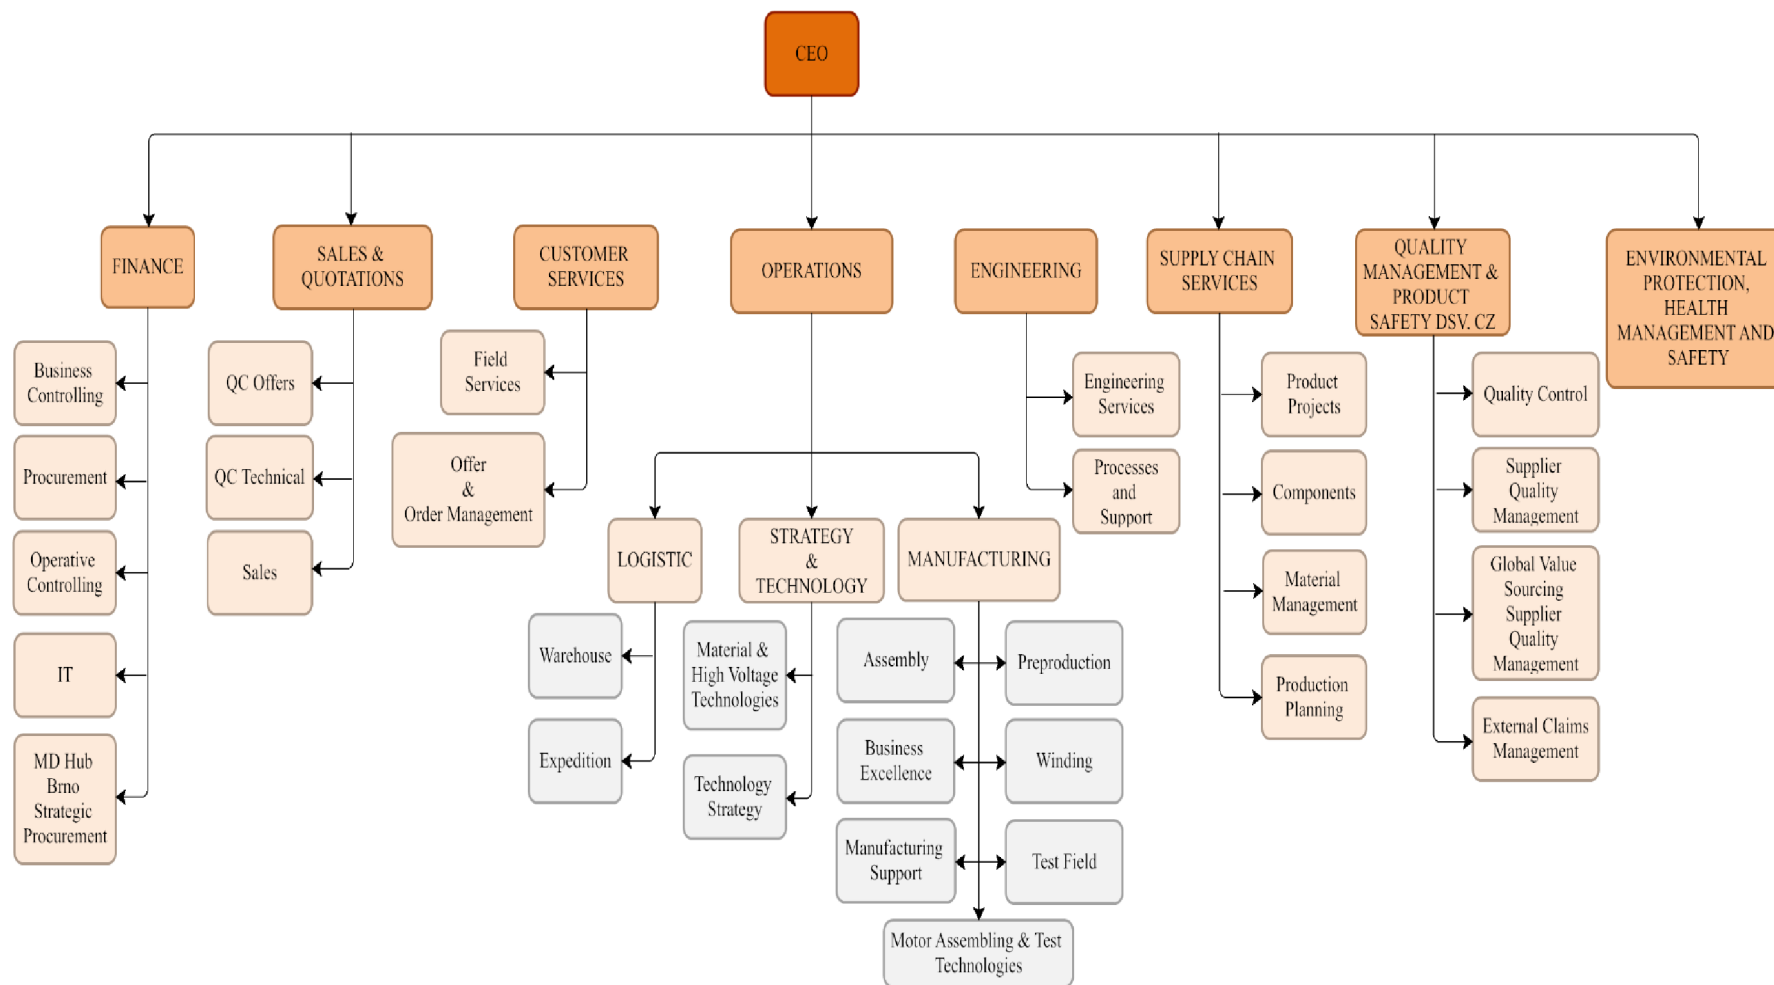 CEO
FINANCE
SALES &
QUOTATIONS
CUSTOMER
SERVICES
OPERATIONS
ENGINEERING
SUPPLY CHAIN
SERVICES
QUALITY
MANAGEMENT &
PRODUCT
SAFETY DSV. CZ
ENVIRONMENTAL
PROTECTION,
HEALTH
MANAGEMENT AND
SAFETY
Business
Controlling
Procurement
Operative
Controlling
IT
MD Hub
Brno
Strategic
Procurement
QC Offers
QC Technical
Sales
Field
Services
Offer
&
Order Management
LOGISTIC
STRATEGY
&
TECHNOLOGY
MANUFACTURING
Warehouse
Expedition
Material &
High Voltage
Technologies
Technology
Strategy
Assembly
Preproduction
Business
Excellence
Winding
Manufacturing
Support
Test Field
Motor Assembling & Test
Technologies
Engineering
Services
Processes
and
Support
Product
Projects
Components
Material
Management
Production
Planning
Quality Control
Supplier
Quality
Management
Global Value
Sourcing
Supplier
Quality
Management
External Claims
Management